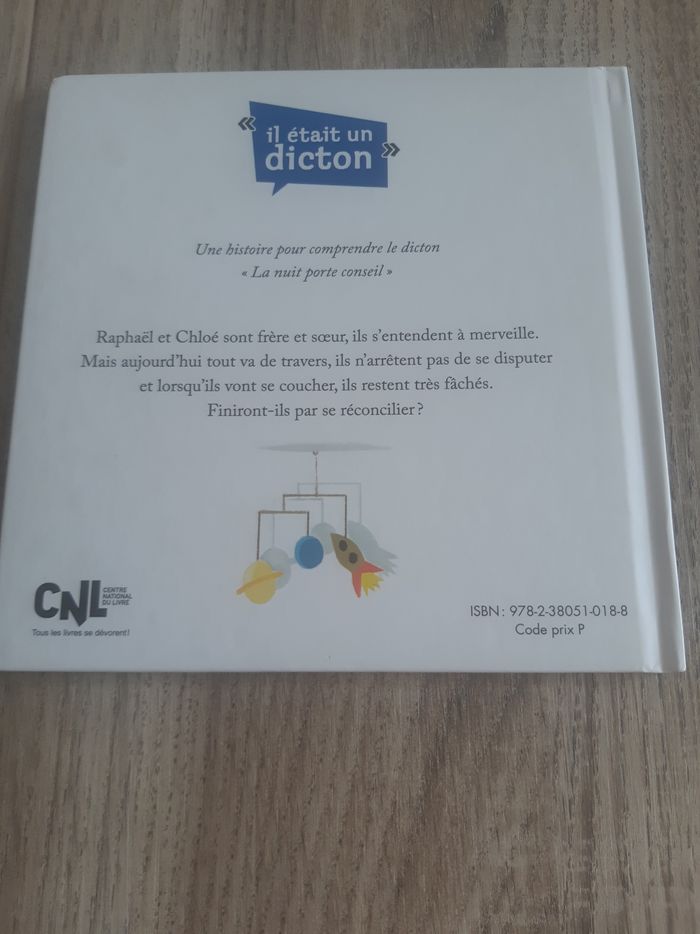 « il était un
dicton »
Une histoire pour comprendre le dicton
« La nuit porte conseil »
Raphaël et Chloé sont frère et sœur, ils s’entendent à merveille.
Mais aujourd’hui tout va de travers, ils n’arrêtent pas de se disputer
et lorsqu’ils vont se coucher, ils restent très fâchés.
Finiront-ils par se réconcilier ?
CNL
CENTRE
NATIONAL
DU LIVRE
Tous les livres se dévorent!
ISBN : 978-2-38051-018-8
Code prix P